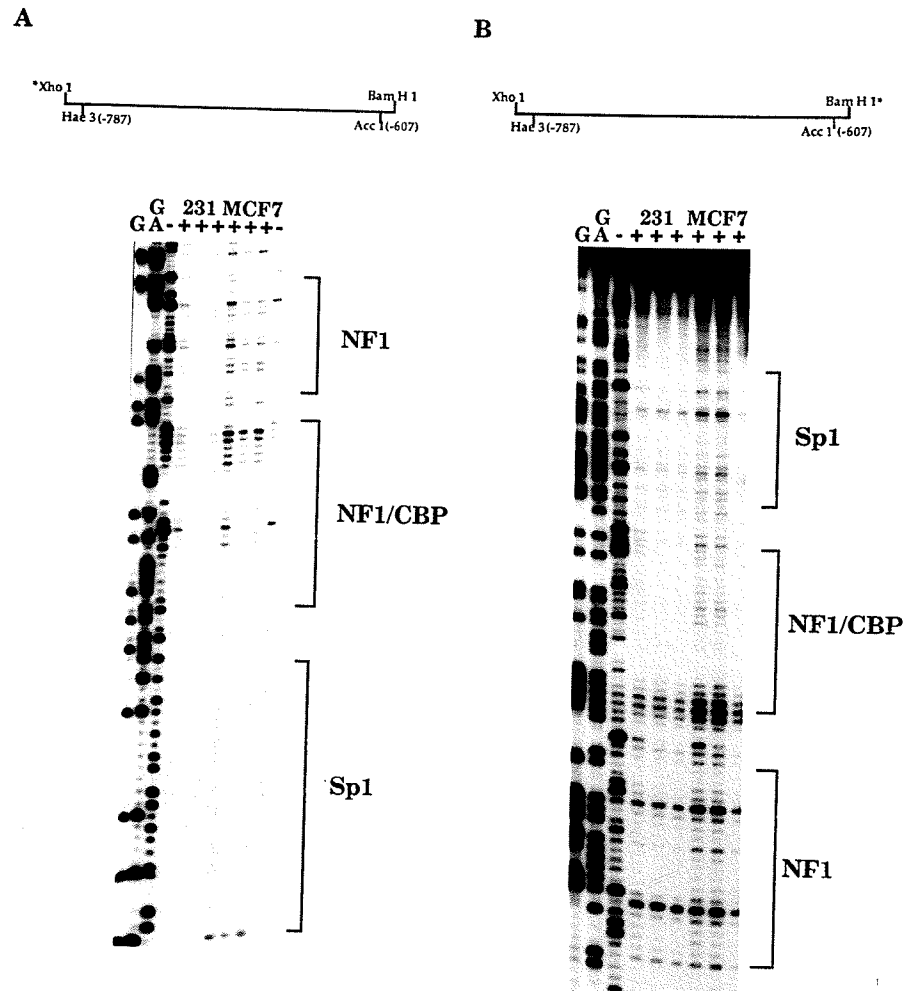 A
*Xho 1
Bam H 1
Hae 3(-787)
Acc 1(-607)
G
231 MCF7
G A - + + + + + + -
NF1
NF1/CBP
Sp1
B
Xho 1
Bam H 1*
Hae 3(-787)
Acc 1(-607)
G
231 MCF7
G A - + + + + + +
Sp1
NF1/CBP
NF1